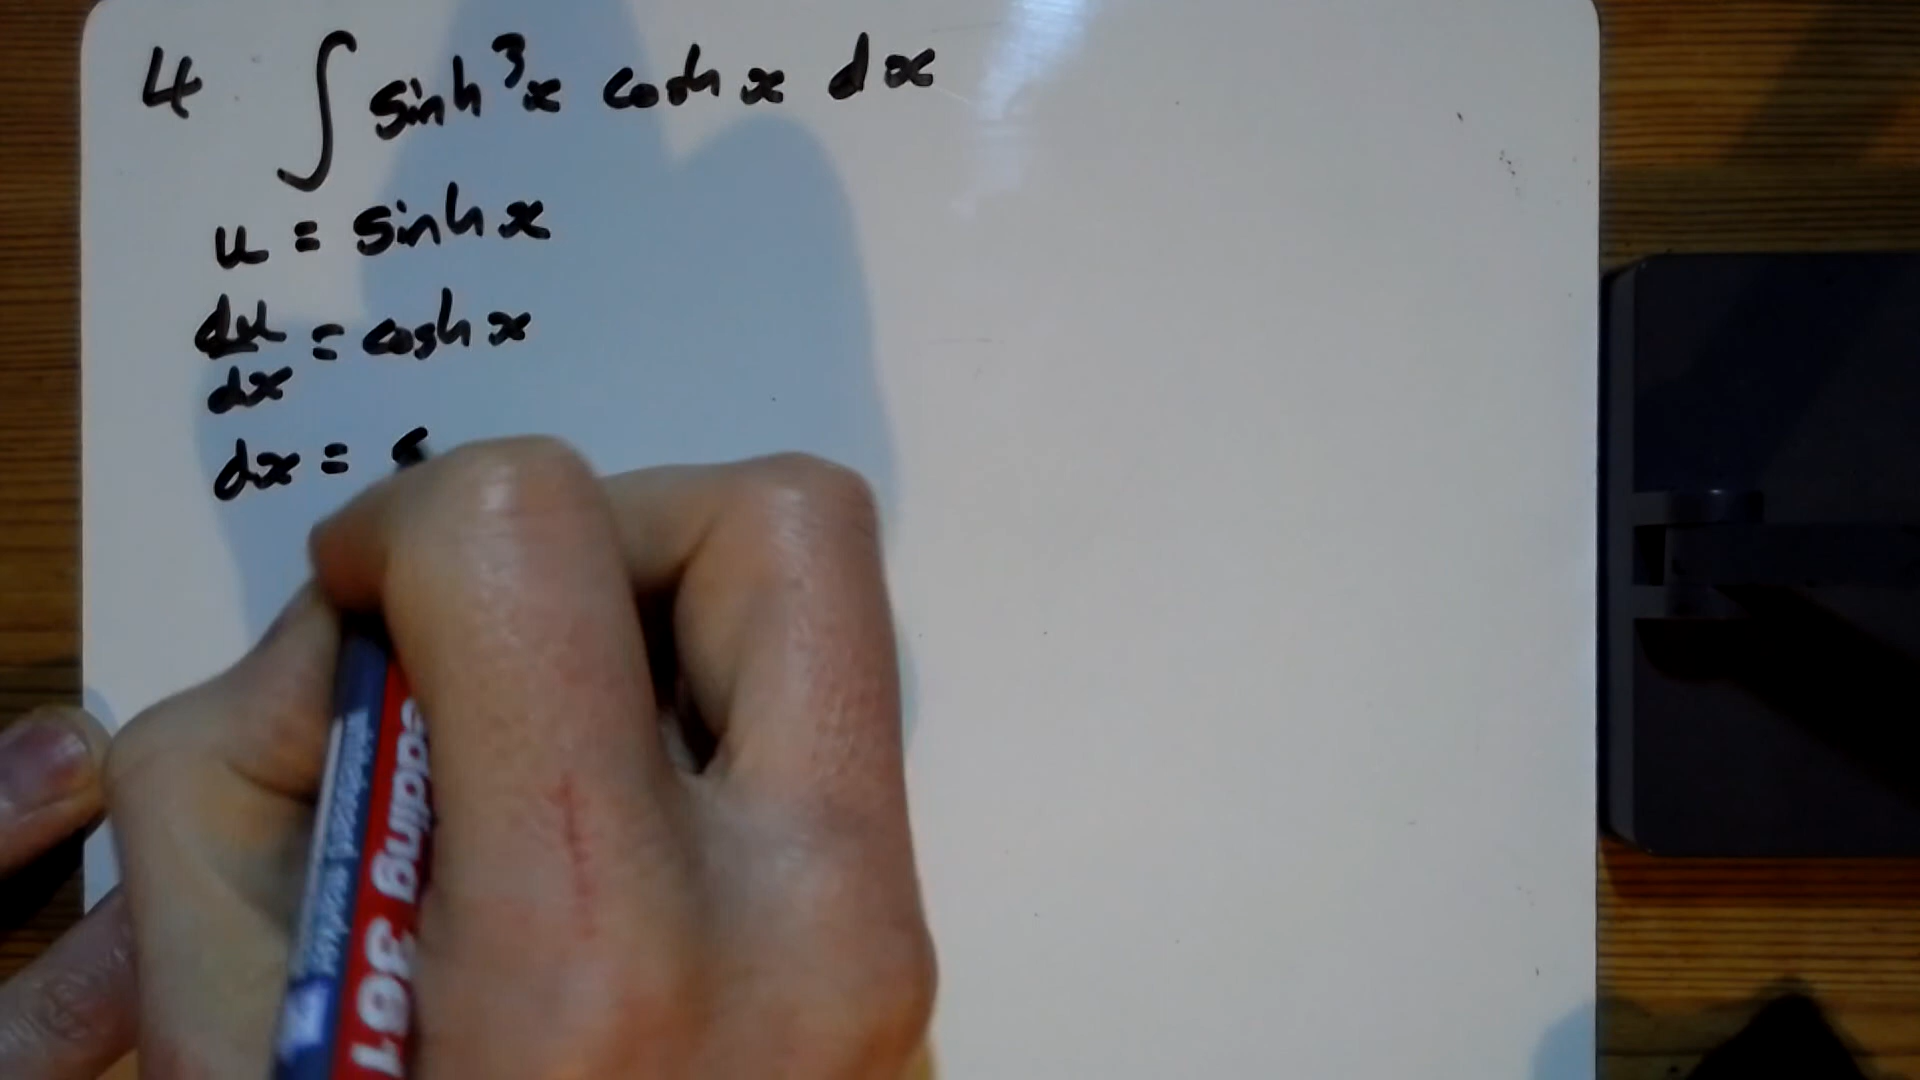 4 ∫ sinh³x cosh x dx
u = sinh x
du/dx = cosh x
dx =
edding 361